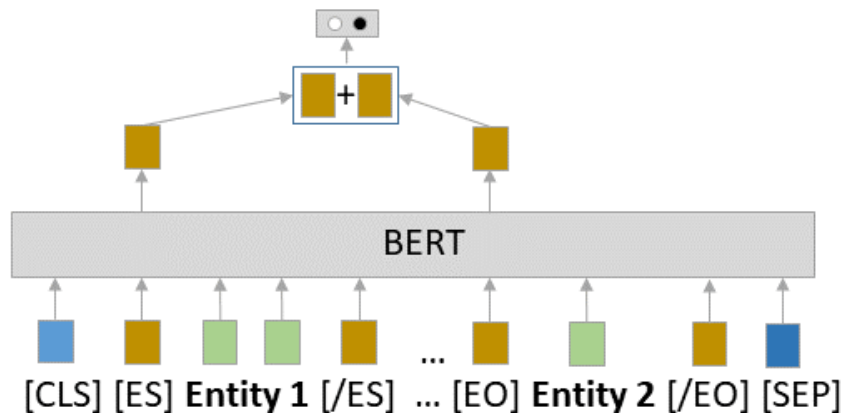 +
BERT
...
[CLS] [ES] Entity 1 [/ES] ... [EO] Entity 2 [/EO] [SEP]